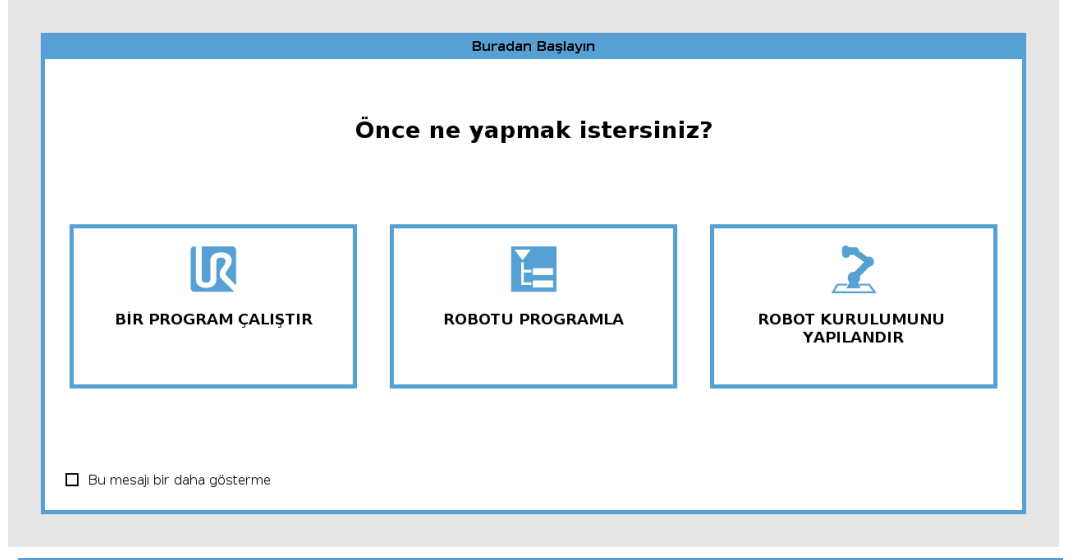 Buradan Başlayın
Önce ne yapmak istersiniz?
BİR PROGRAM ÇALIŞTIR
ROBOTU PROGRAMLA
ROBOT KURULUMUNU
YAPILANDIR
Bu mesajı bir daha gösterme